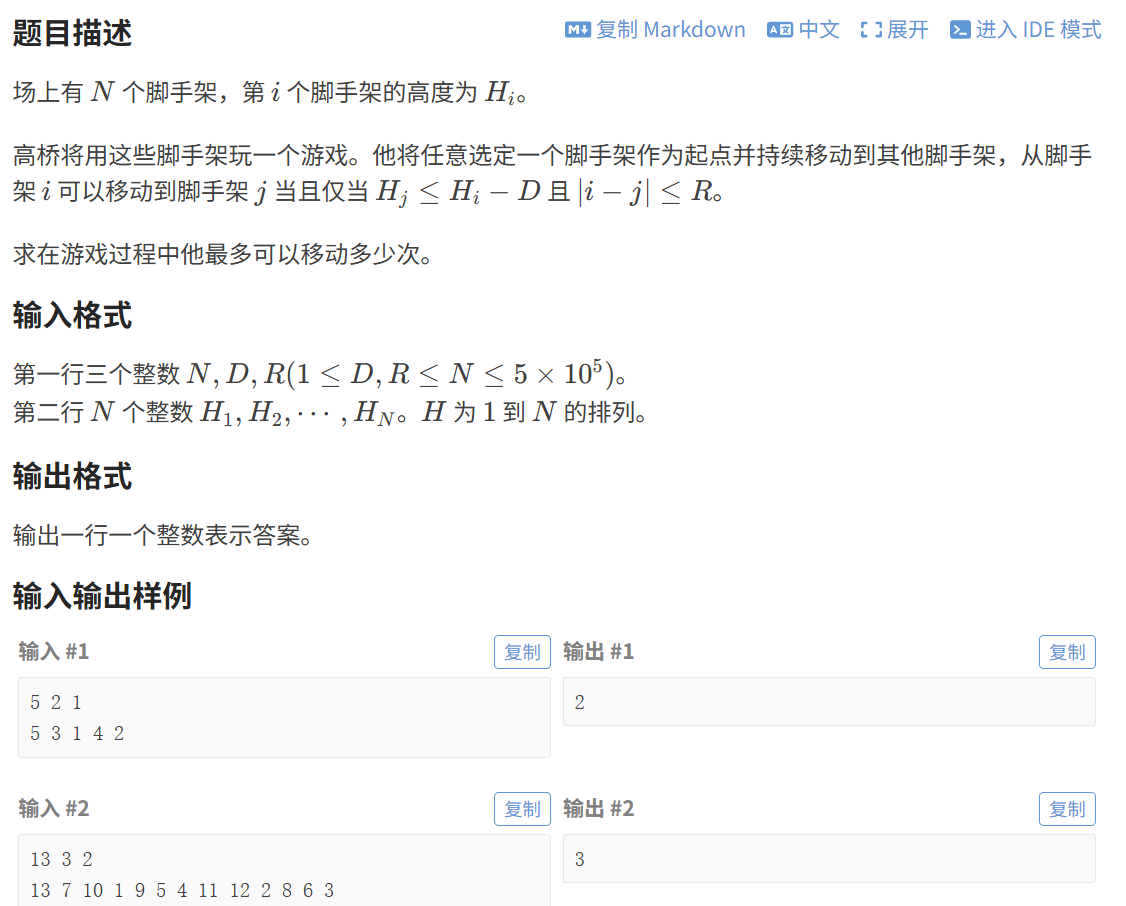 题目描述
复制 Markdown 中文 展开 进入 IDE 模式
场上有 N 个脚手架，第 i 个脚手架的高度为 H_i。
高桥将用这些脚手架玩一个游戏。他将任意选定一个脚手架作为起点并持续移动到其他脚手架，从脚手
架 i 可以移动到脚手架 j 当且仅当 H_j ≤ H_i − D 且 |i − j| ≤ R。
求在游戏过程中他最多可以移动多少次。
输入格式
第一行三个整数 N, D, R(1 ≤ D, R ≤ N ≤ 5 × 10^5)。
第二行 N 个整数 H_1, H_2, ⋯ , H_N。H 为 1 到 N 的排列。
输出格式
输出一行一个整数表示答案。
输入输出样例
输入 #1 复制
5 2 1
5 3 1 4 2
输出 #1 复制
2
输入 #2 复制
13 3 2
13 7 10 1 9 5 4 11 12 2 8 6 3
输出 #2 复制
3